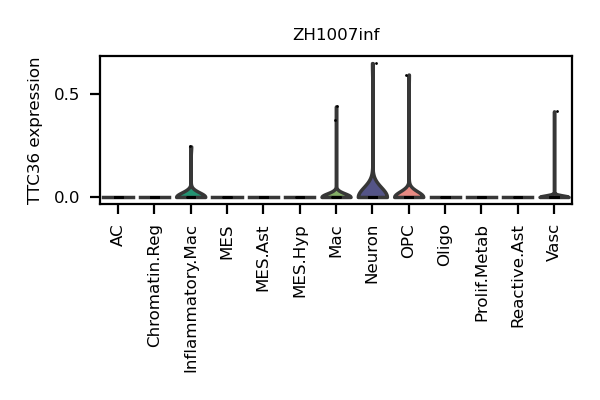 ZH1007inf
TTC36 expression
0.5
0.0
AC
Chromatin.Reg
Inflammatory.Mac
MES
MES.Ast
MES.Hyp
Mac
Neuron
OPC
Oligo
Prolif.Metab
Reactive.Ast
Vasc